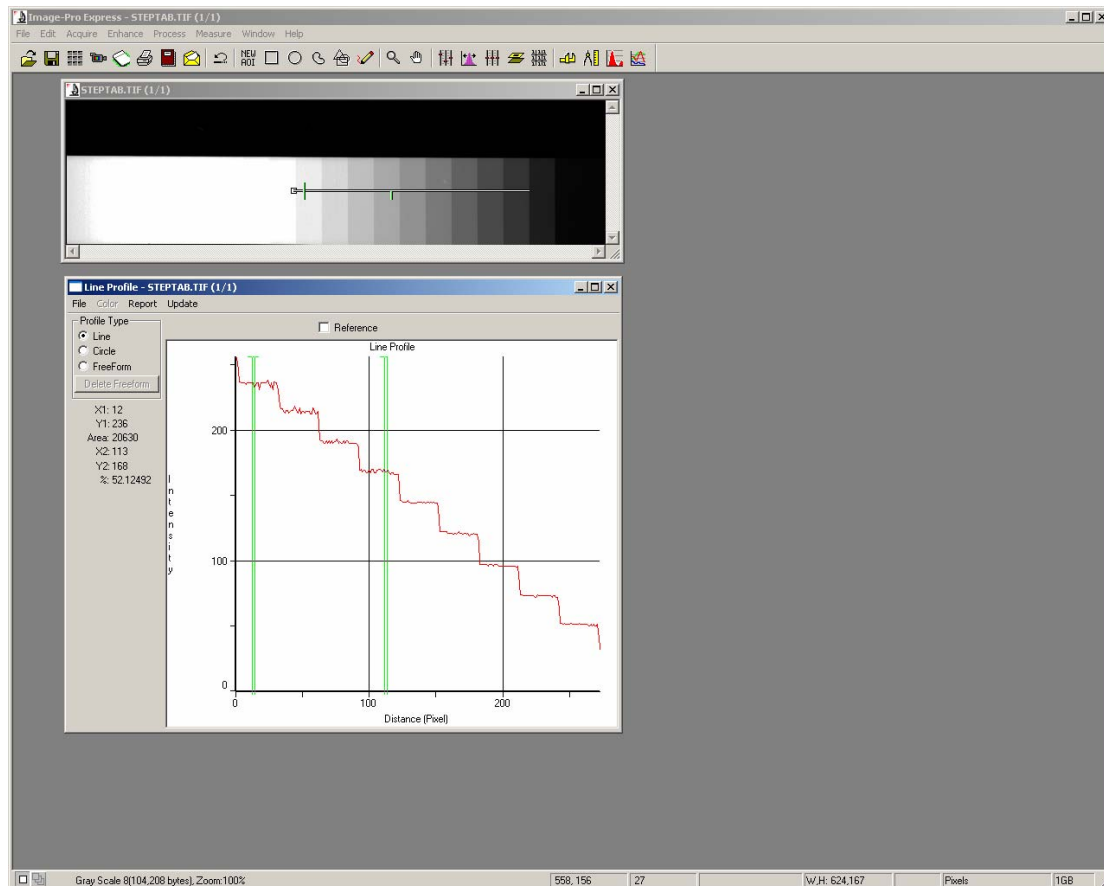 Image-Pro Express - STEPTAB.TIF (1/1)
File Edit Acquire Enhance Process Measure Window Help
NEW
AOI
STEPTAB.TIF (1/1)
Line Profile - STEPTAB.TIF (1/1)
File Color Report Update
Profile Type
Line
Circle
FreeForm
Delete Freeform
X1: 12
Y1: 236
Area: 20630
X2: 113
Y2: 168
%: 52.12492
Reference
Line Profile
200
100
0
Intensity
0 100 200
Distance (Pixel)
Gray Scale 8(104,208 bytes), Zoom:100% 558, 156 27 W,H: 624,167 Pixels 1GB